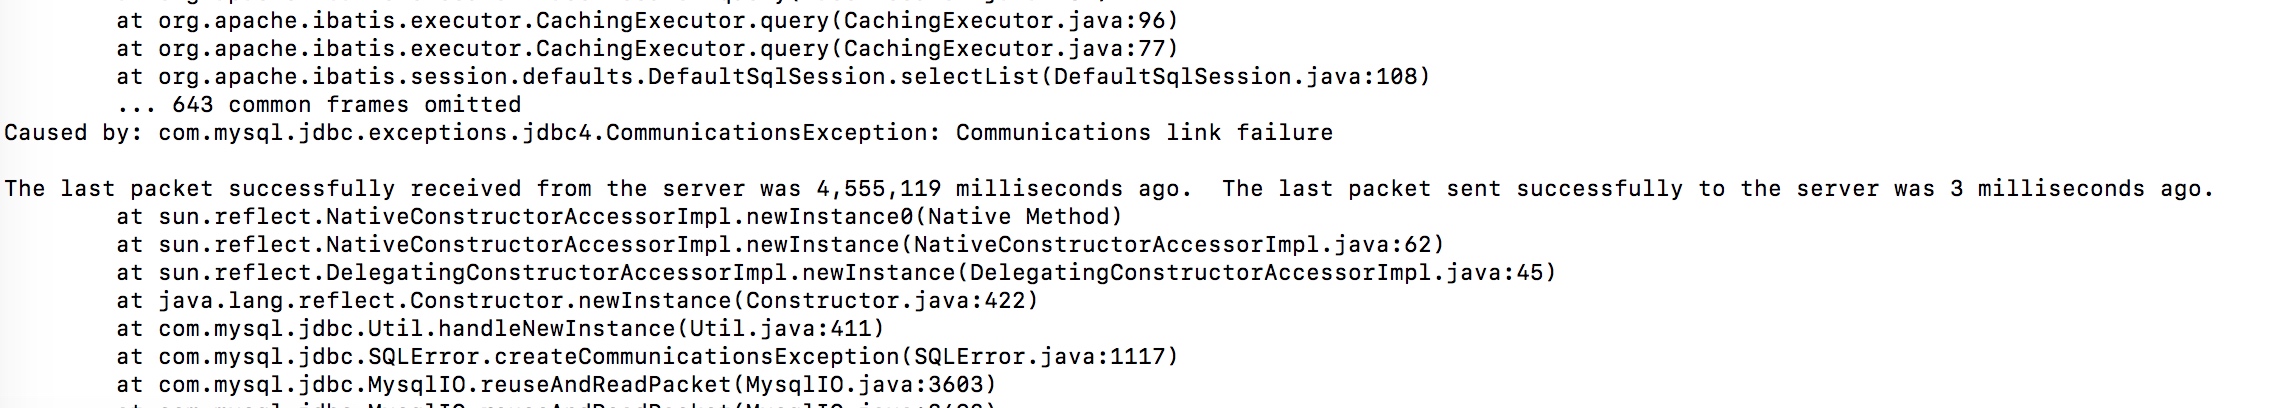 at org.apache.ibatis.executor.CachingExecutor.query(CachingExecutor.java:96)
at org.apache.ibatis.executor.CachingExecutor.query(CachingExecutor.java:77)
at org.apache.ibatis.session.defaults.DefaultSqlSession.selectList(DefaultSqlSession.java:108)
... 643 common frames omitted
Caused by: com.mysql.jdbc.exceptions.jdbc4.CommunicationsException: Communications link failure
The last packet successfully received from the server was 4,555,119 milliseconds ago.  The last packet sent successfully to the server was 3 milliseconds ago.
at sun.reflect.NativeConstructorAccessorImpl.newInstance0(Native Method)
at sun.reflect.NativeConstructorAccessorImpl.newInstance(NativeConstructorAccessorImpl.java:62)
at sun.reflect.DelegatingConstructorAccessorImpl.newInstance(DelegatingConstructorAccessorImpl.java:45)
at java.lang.reflect.Constructor.newInstance(Constructor.java:422)
at com.mysql.jdbc.Util.handleNewInstance(Util.java:411)
at com.mysql.jdbc.SQLError.createCommunicationsException(SQLError.java:1117)
at com.mysql.jdbc.MysqlIO.reuseAndReadPacket(MysqlIO.java:3603)